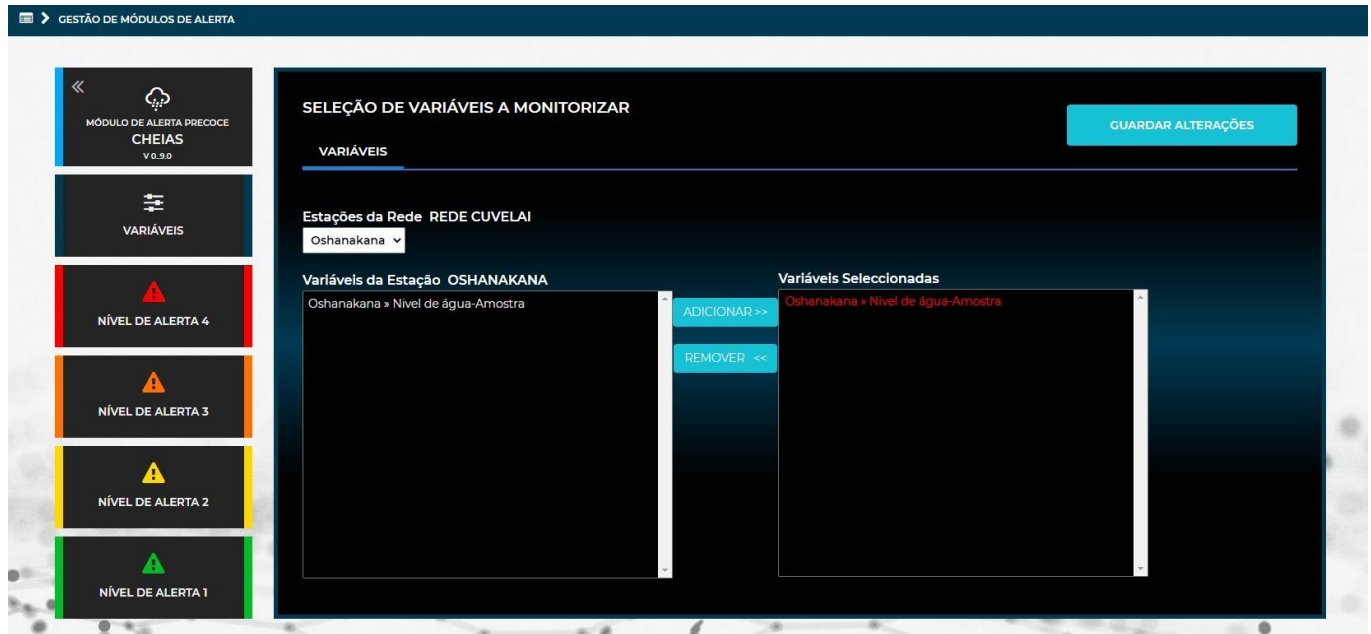 GESTÃO DE MÓDULOS DE ALERTA
MÓDULO DE ALERTA PRECOCE
CHEIAS
V 0.9.0
VARIÁVEIS
NÍVEL DE ALERTA 4
NÍVEL DE ALERTA 3
NÍVEL DE ALERTA 2
NÍVEL DE ALERTA 1
SELEÇÃO DE VARIÁVEIS A MONITORIZAR
GUARDAR ALTERAÇÕES
VARIÁVEIS
Estações da Rede REDE CUVELAI
Oshanakana
Variáveis da Estação OSHANAKANA
Oshanakana » Nivel de água-Amostra
ADICIONAR >>
REMOVER <<
Variáveis Seleccionadas
Oshanakana » Nivel de água-Amostra